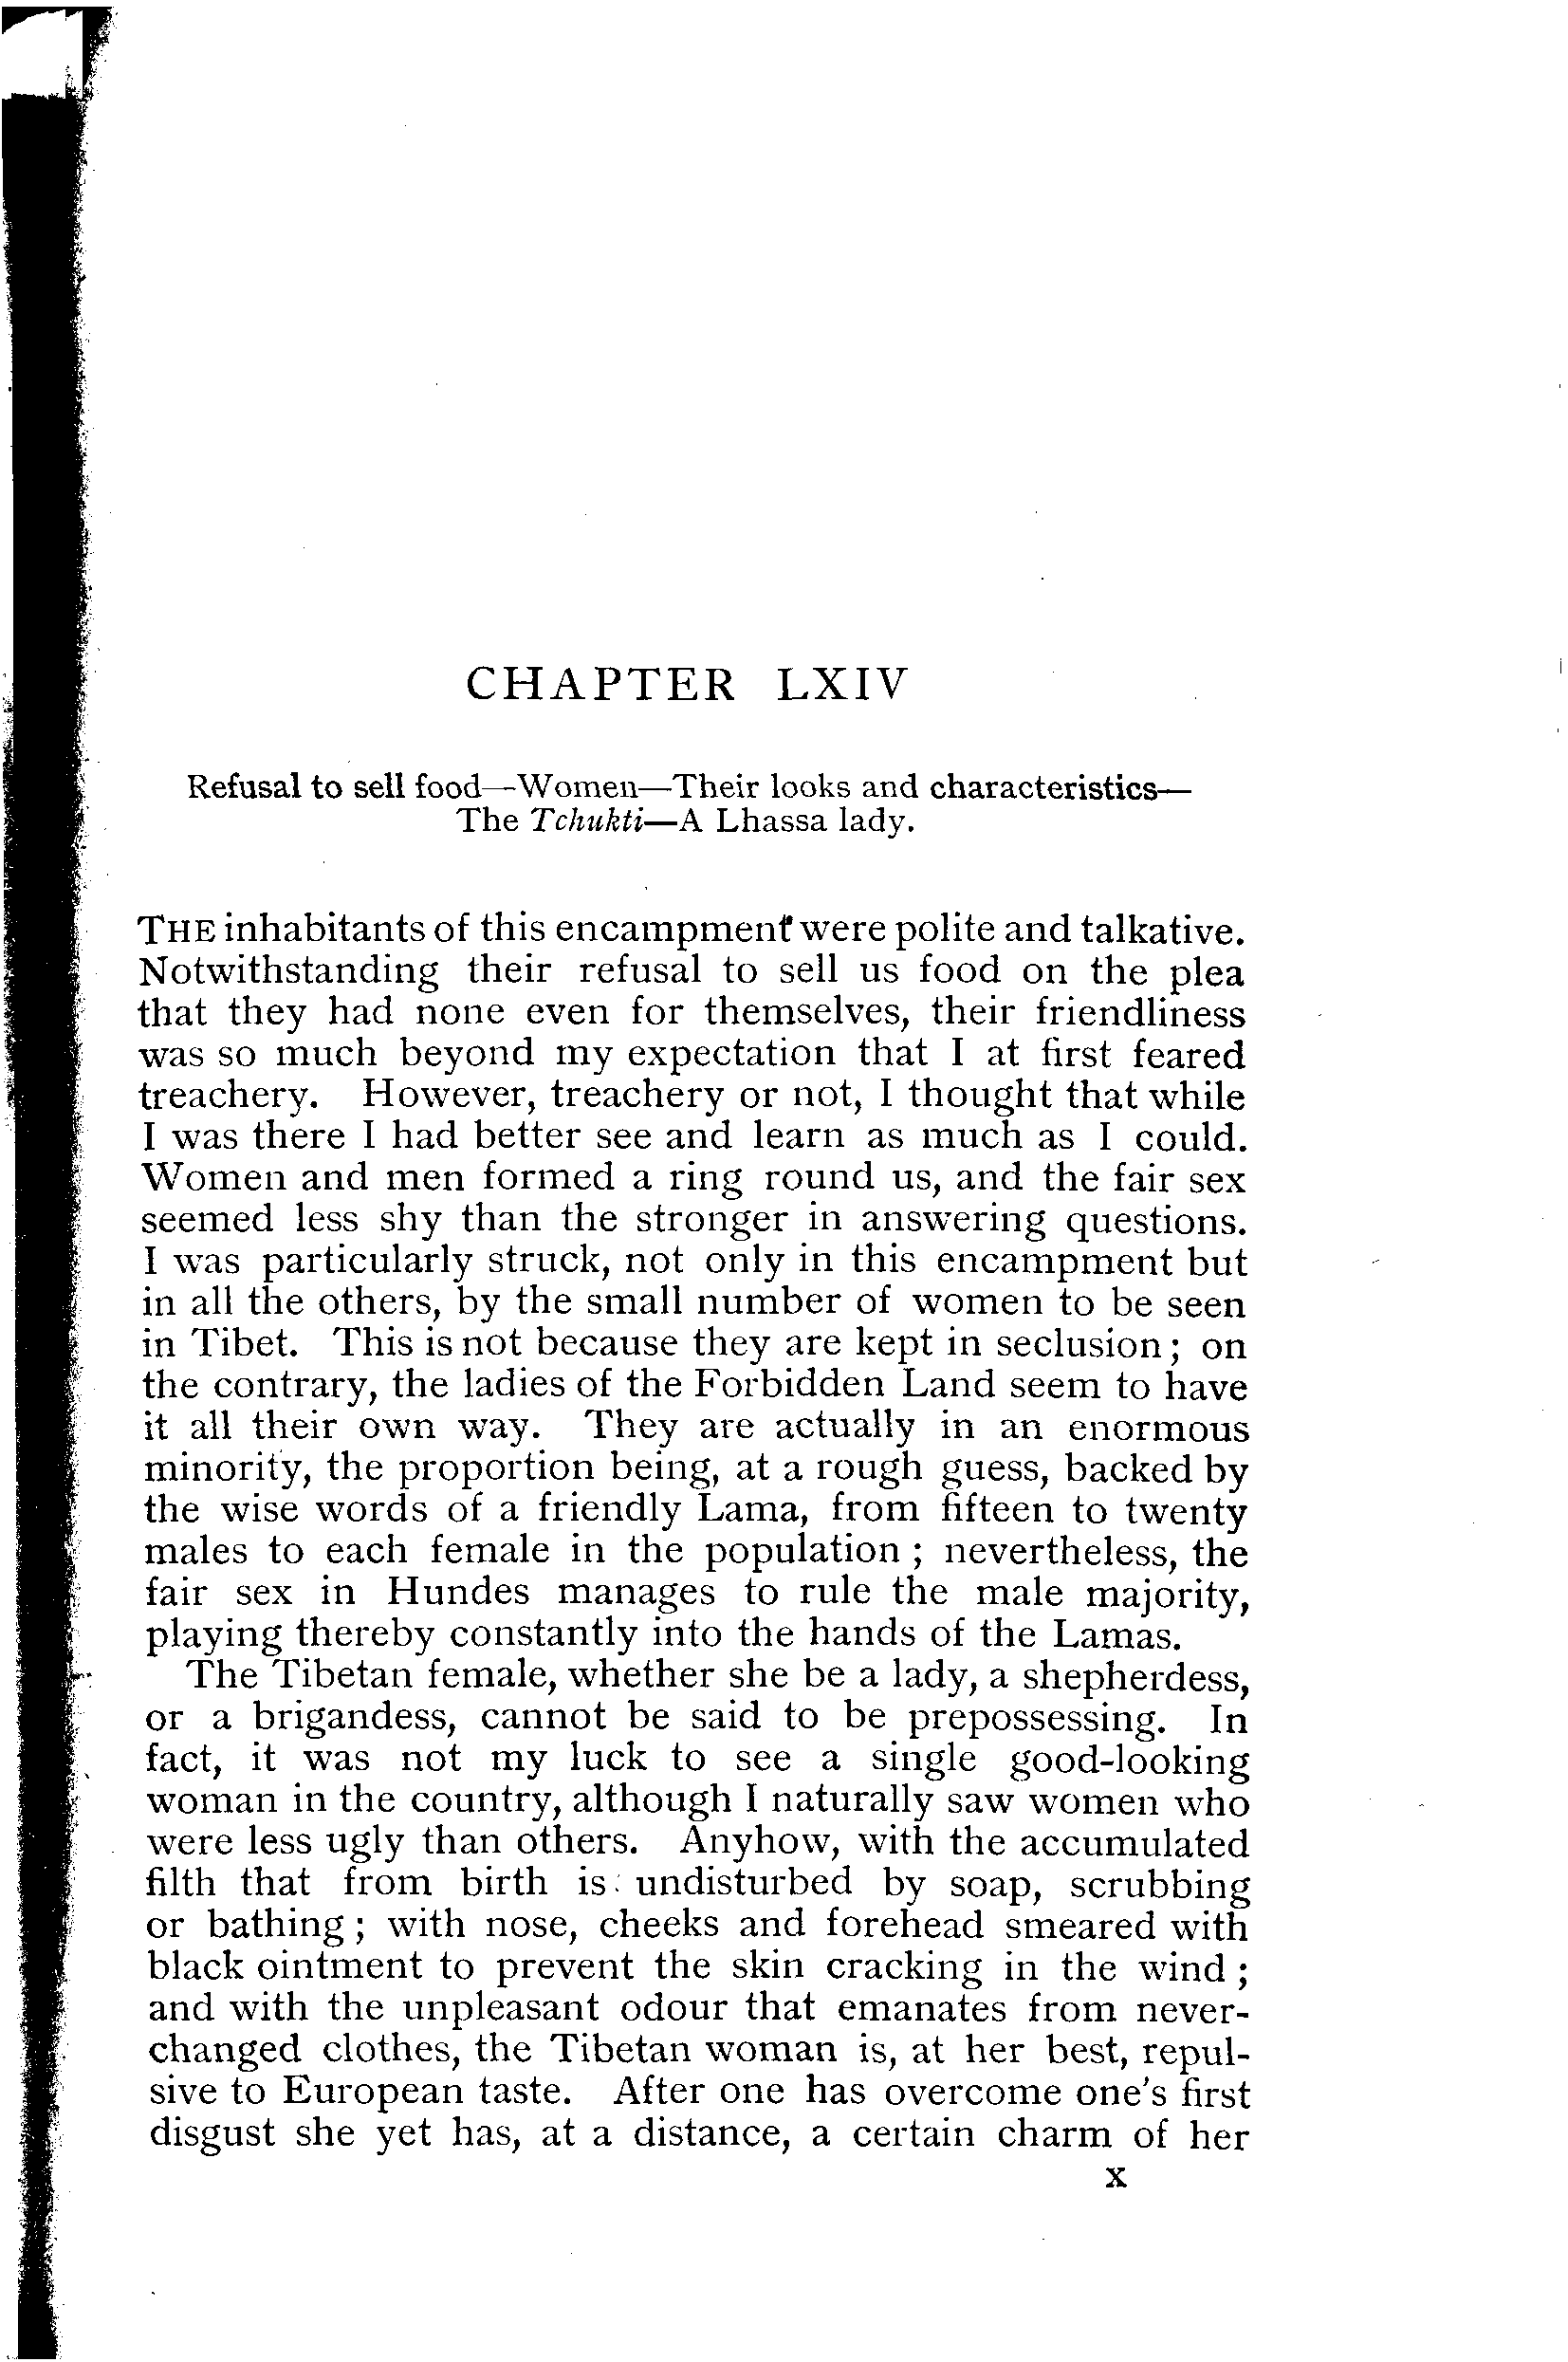 CHAPTER LXIV
Refusal to sell food—Women—Their looks and characteristics—
The Tchukti—A Lhassa lady.
THE inhabitants of this encampment were polite and talkative.
Notwithstanding their refusal to sell us food on the plea
that they had none even for themselves, their friendliness
was so much beyond my expectation that I at first feared
treachery. However, treachery or not, I thought that while
I was there I had better see and learn as much as I could.
Women and men formed a ring round us, and the fair sex
seemed less shy than the stronger in answering questions.
I was particularly struck, not only in this encampment but
in all the others, by the small number of women to be seen
in Tibet. This is not because they are kept in seclusion; on
the contrary, the ladies of the Forbidden Land seem to have
it all their own way. They are actually in an enormous
minority, the proportion being, at a rough guess, backed by
the wise words of a friendly Lama, from fifteen to twenty
males to each female in the population; nevertheless, the
fair sex in Hundes manages to rule the male majority,
playing thereby constantly into the hands of the Lamas.
The Tibetan female, whether she be a lady, a shepherdess,
or a brigandess, cannot be said to be prepossessing. In
fact, it was not my luck to see a single good-looking
woman in the country, although I naturally saw women who
were less ugly than others. Anyhow, with the accumulated
filth that from birth is undisturbed by soap, scrubbing
or bathing; with nose, cheeks and forehead smeared with
black ointment to prevent the skin cracking in the wind;
and with the unpleasant odour that emanates from never-
changed clothes, the Tibetan woman is, at her best, repul-
sive to European taste. After one has overcome one's first
disgust she yet has, at a distance, a certain charm of her
X